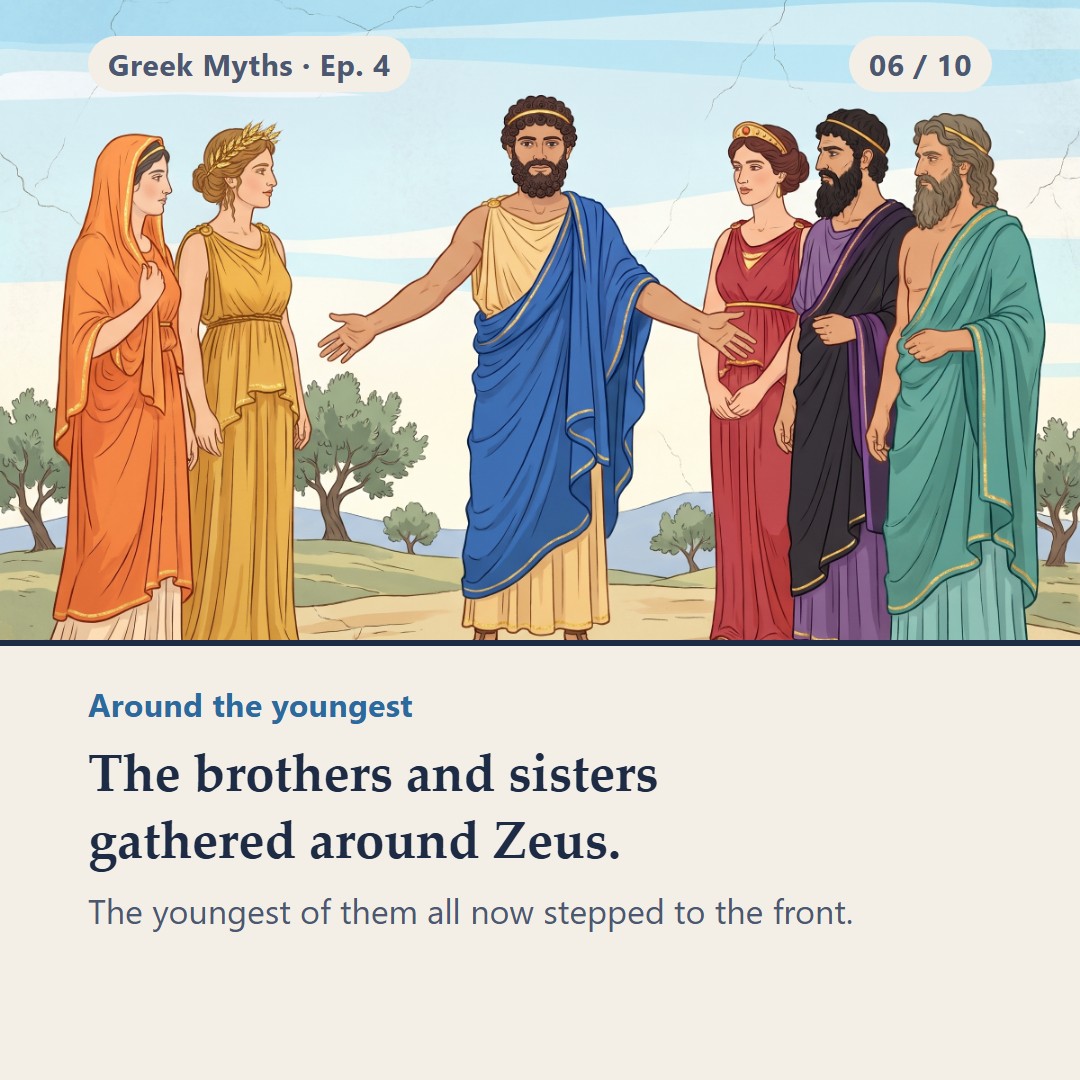 Greek Myths · Ep. 4
06 / 10
Around the youngest
The brothers and sisters
gathered around Zeus.
The youngest of them all now stepped to the front.